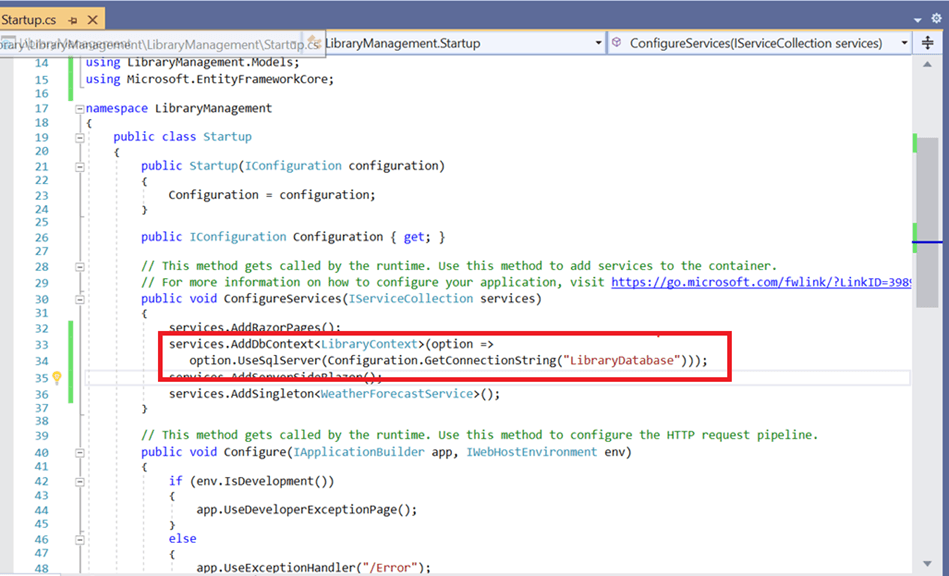 Startup.cs
LibraryManagement.Startup
ConfigureServices(IServiceCollection services)
\LibraryManagement\Startup.cs
14 using LibraryManagement.Models;
15 using Microsoft.EntityFrameworkCore;
16
17 namespace LibraryManagement
18 {
19 public class Startup
20 {
21 public Startup(IConfiguration configuration)
22 {
23 Configuration = configuration;
24 }
25
26 public IConfiguration Configuration { get; }
27
28 // This method gets called by the runtime. Use this method to add services to the container.
29 // For more information on how to configure your application, visit https://go.microsoft.com/fwlink/?LinkID=3989
30 public void ConfigureServices(IServiceCollection services)
31 {
32 services.AddRazorPages();
33 services.AddDbContext<LibraryContext>(option =>
34 option.UseSqlServer(Configuration.GetConnectionString("LibraryDatabase")));
35 services.AddServerSideBlazor();
36 services.AddSingleton<WeatherForecastService>();
37 }
38
39 // This method gets called by the runtime. Use this method to configure the HTTP request pipeline.
40 public void Configure(IApplicationBuilder app, IWebHostEnvironment env)
41 {
42 if (env.IsDevelopment())
43 {
44 app.UseDeveloperExceptionPage();
45 }
46 else
47 {
48 app.UseExceptionHandler("/Error");